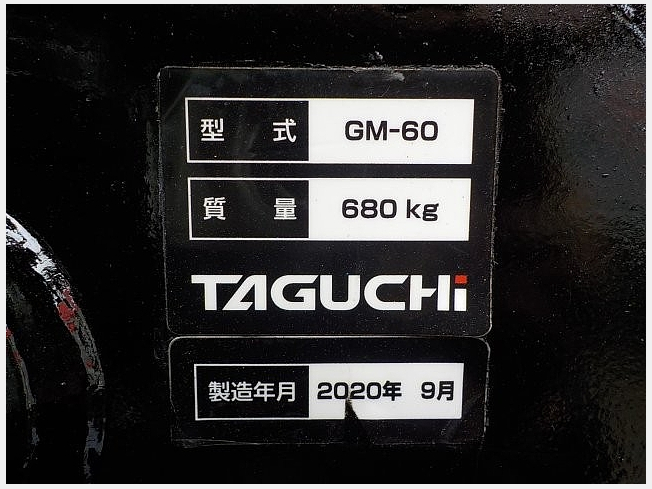 型 式 GM-60
質 量 680 kg
TAGUCHi
製造年月 2020年 9月